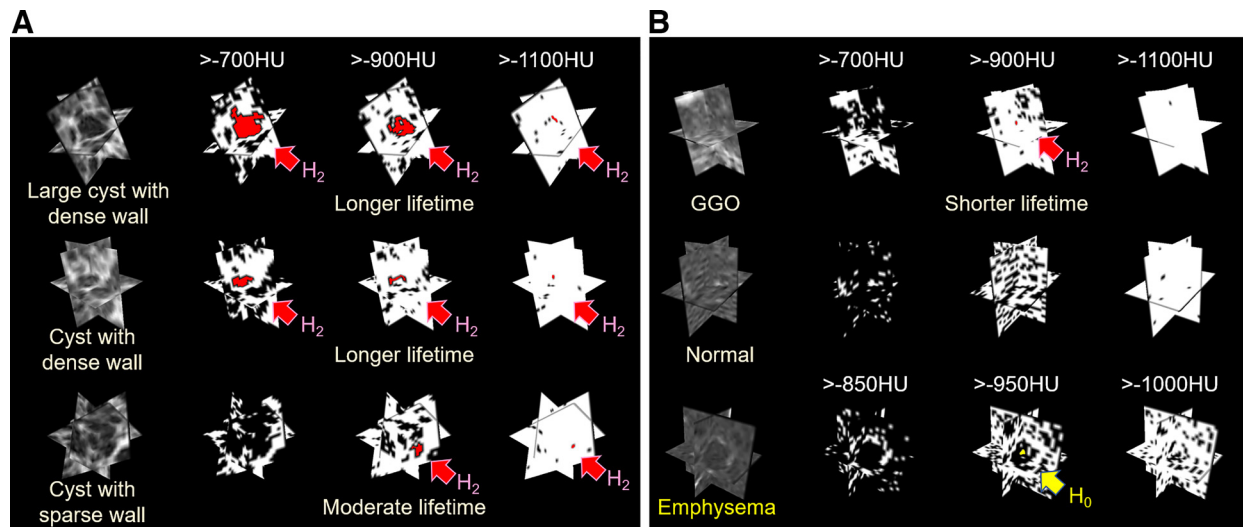 A
>-700HU >-900HU >-1100HU
H2 H2 H2
Large cyst with
dense wall
Longer lifetime
H2 H2 H2
Cyst with
dense wall
Longer lifetime
H2 H2
Cyst with
sparse wall
Moderate lifetime
B
>-700HU >-900HU >-1100HU
H2
GGO
Shorter lifetime
Normal
>-850HU >-950HU >-1000HU
H0
Emphysema